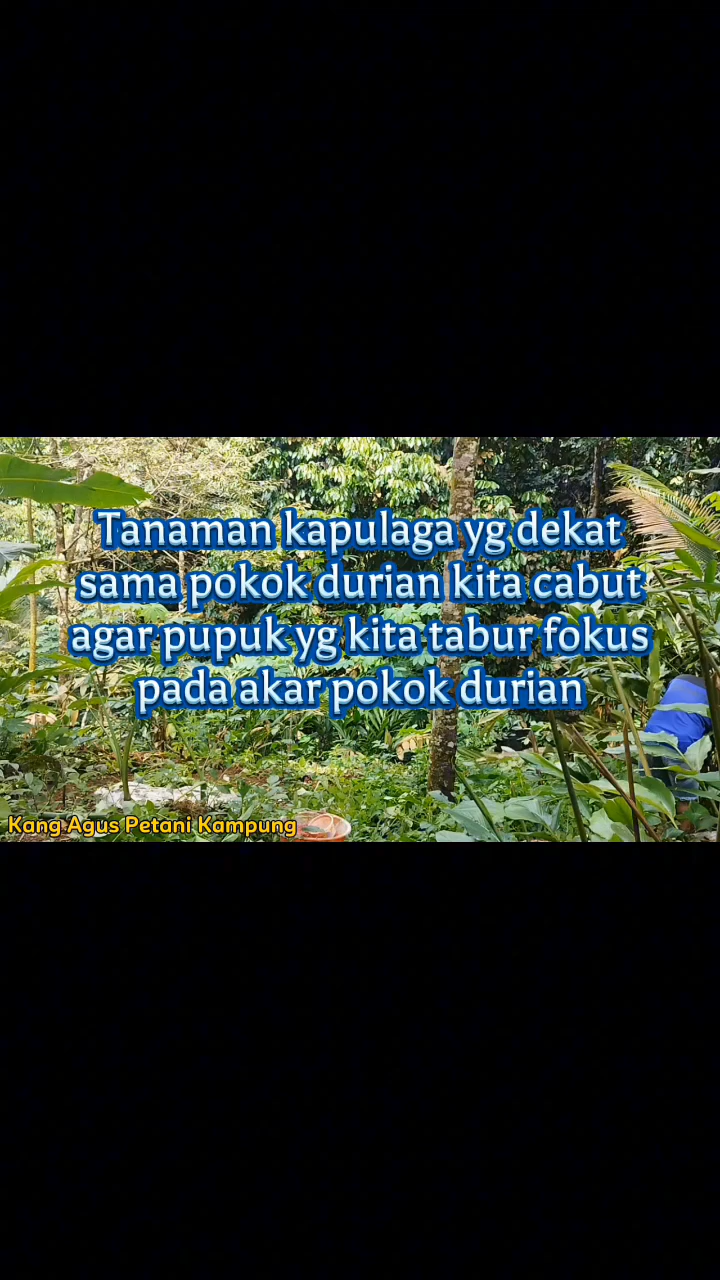 Tanaman kapulaga yg dekat
sama pokok durian kita cabut
agar pupuk yg kita tabur fokus
pada akar pokok durian
Kang Agus Petani Kampung